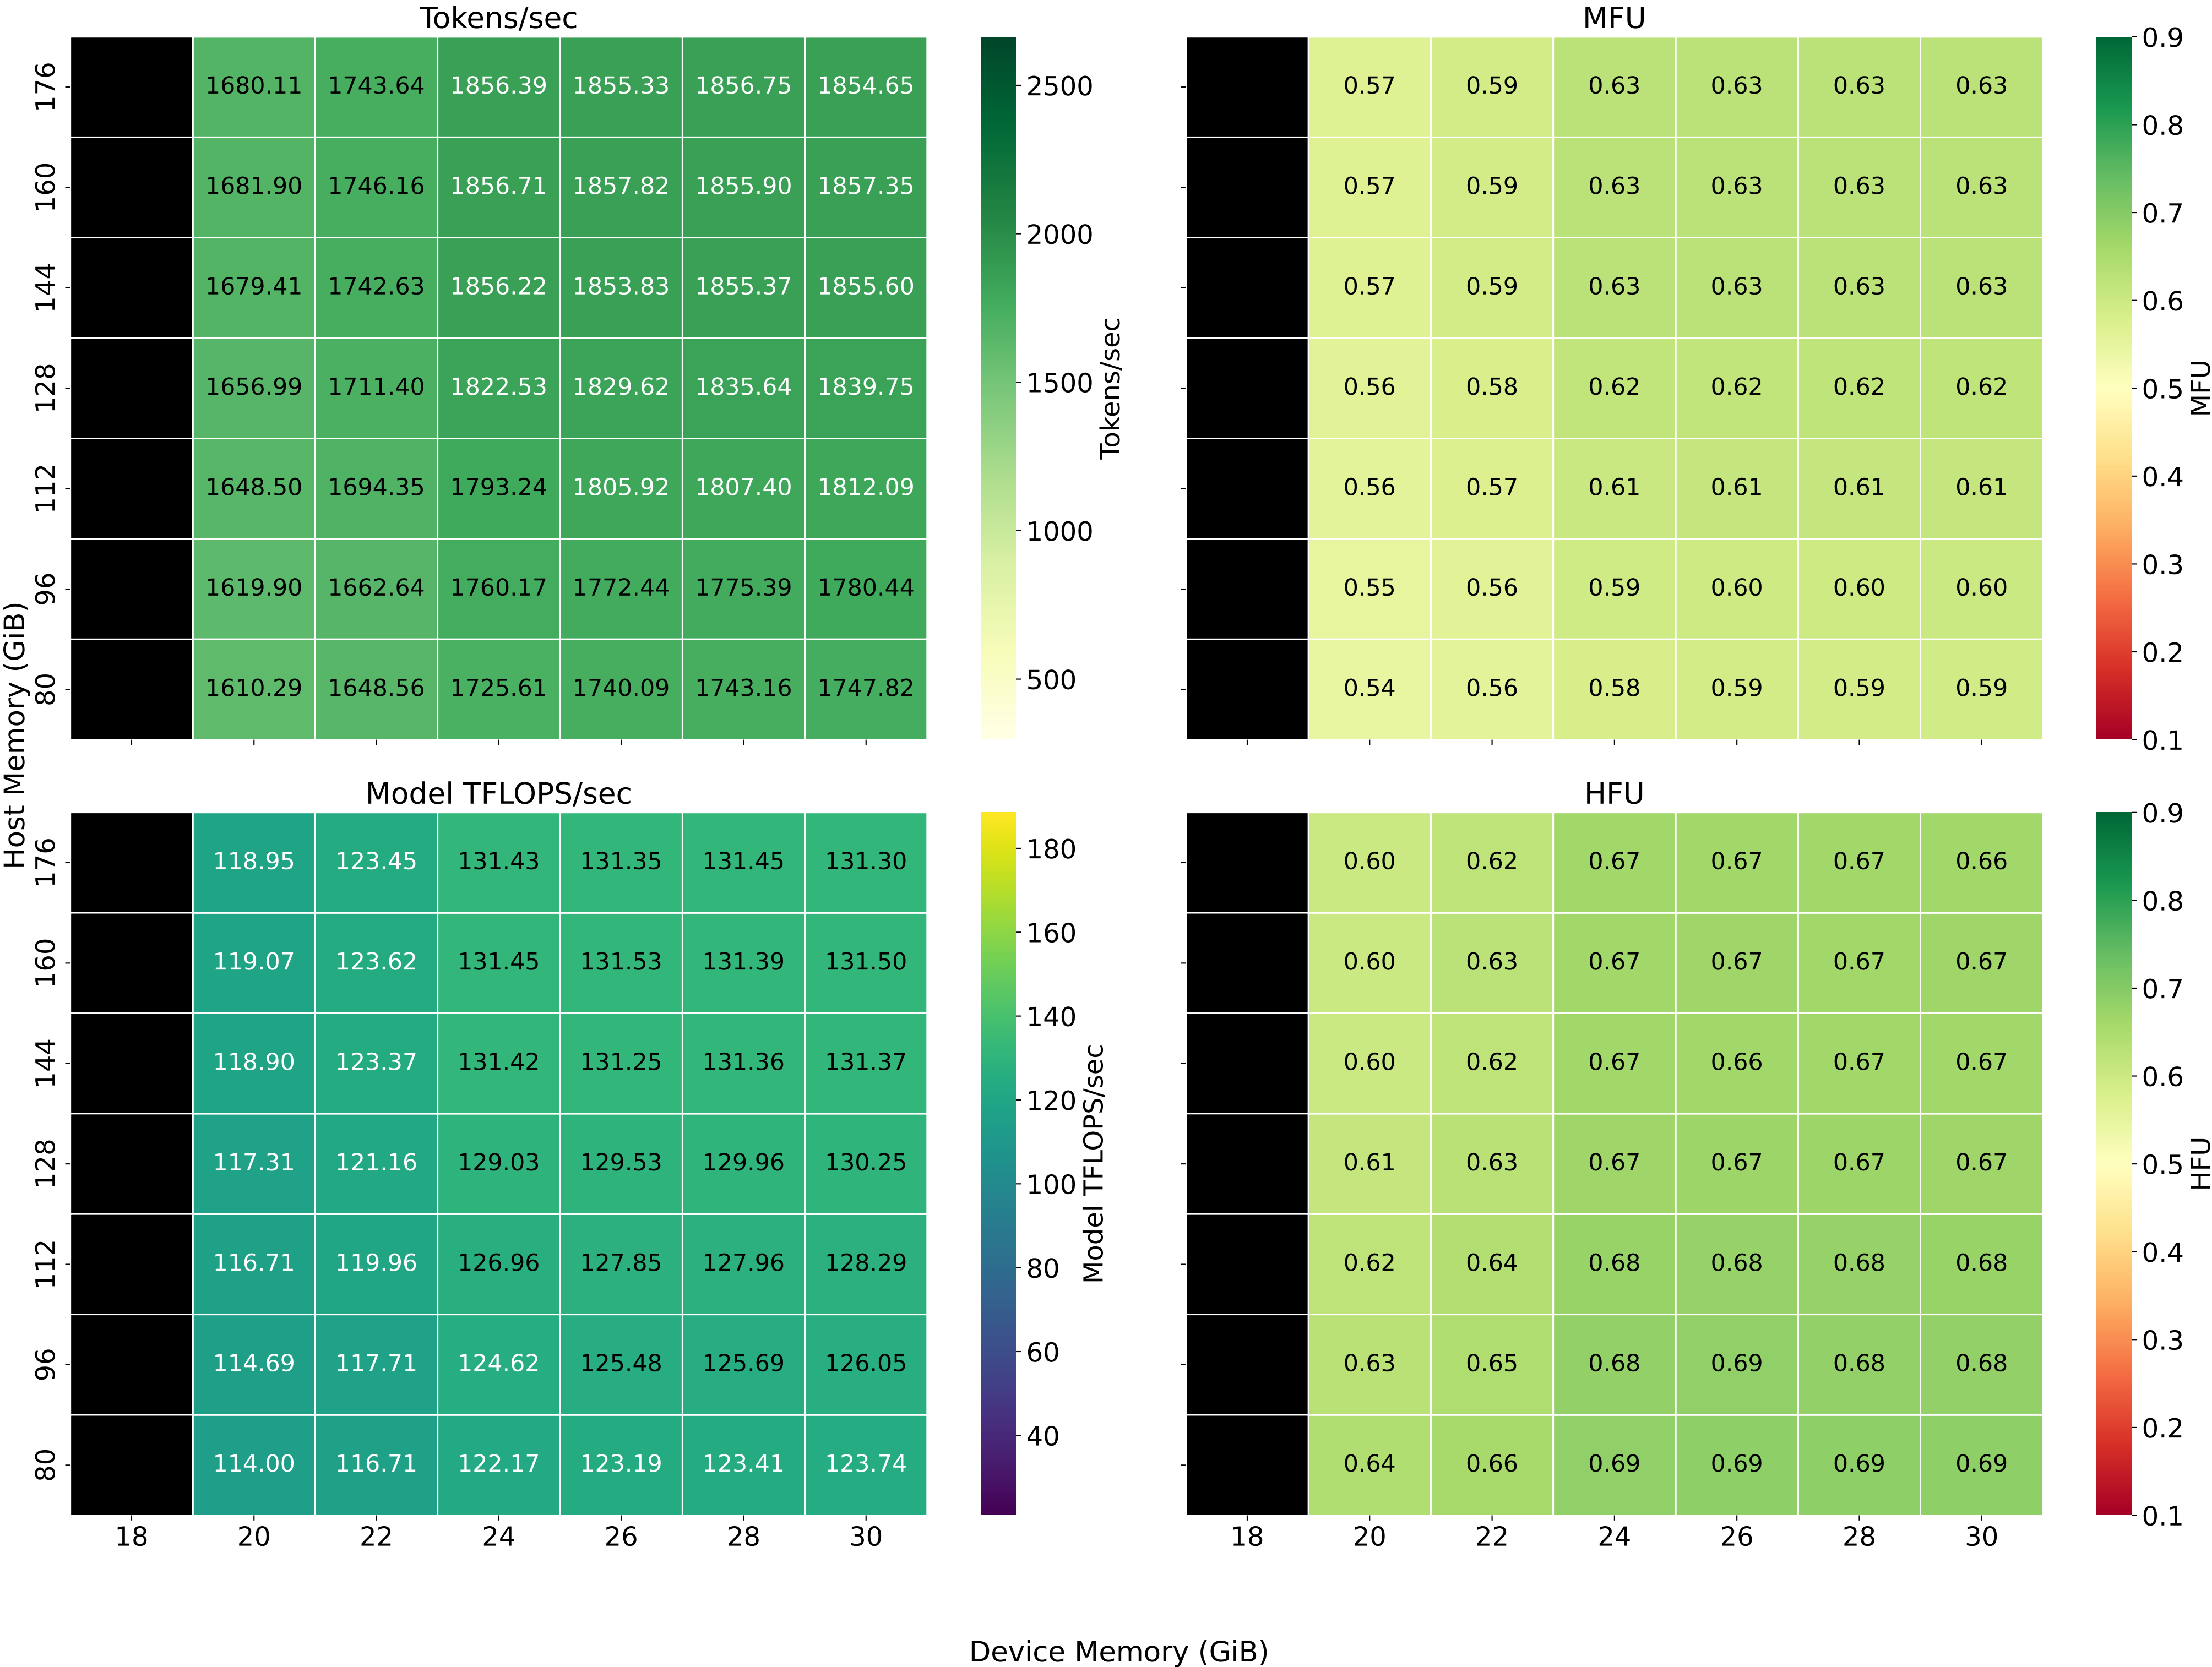 Tokens/sec
176 1680.11 1743.64 1856.39 1855.33 1856.75 1854.65
160 1681.90 1746.16 1856.71 1857.82 1855.90 1857.35
144 1679.41 1742.63 1856.22 1853.83 1855.37 1855.60
128 1656.99 1711.40 1822.53 1829.62 1835.64 1839.75
112 1648.50 1694.35 1793.24 1805.92 1807.40 1812.09
96 1619.90 1662.64 1760.17 1772.44 1775.39 1780.44
80 1610.29 1648.56 1725.61 1740.09 1743.16 1747.82
2500
2000
1500
1000
500
Tokens/sec
MFU
0.57 0.59 0.63 0.63 0.63 0.63
0.57 0.59 0.63 0.63 0.63 0.63
0.57 0.59 0.63 0.63 0.63 0.63
0.56 0.58 0.62 0.62 0.62 0.62
0.56 0.57 0.61 0.61 0.61 0.61
0.55 0.56 0.59 0.60 0.60 0.60
0.54 0.56 0.58 0.59 0.59 0.59
0.9
0.8
0.7
0.6
0.5
0.4
0.3
0.2
0.1
MFU
Host Memory (GiB)
Model TFLOPS/sec
176 118.95 123.45 131.43 131.35 131.45 131.30
160 119.07 123.62 131.45 131.53 131.39 131.50
144 118.90 123.37 131.42 131.25 131.36 131.37
128 117.31 121.16 129.03 129.53 129.96 130.25
112 116.71 119.96 126.96 127.85 127.96 128.29
96 114.69 117.71 124.62 125.48 125.69 126.05
80 114.00 116.71 122.17 123.19 123.41 123.74
18 20 22 24 26 28 30
180
160
140
120
100
80
60
40
Model TFLOPS/sec
HFU
0.60 0.62 0.67 0.67 0.67 0.66
0.60 0.63 0.67 0.67 0.67 0.67
0.60 0.62 0.67 0.66 0.67 0.67
0.61 0.63 0.67 0.67 0.67 0.67
0.62 0.64 0.68 0.68 0.68 0.68
0.63 0.65 0.68 0.69 0.68 0.68
0.64 0.66 0.69 0.69 0.69 0.69
18 20 22 24 26 28 30
0.9
0.8
0.7
0.6
0.5
0.4
0.3
0.2
0.1
HFU
Device Memory (GiB)